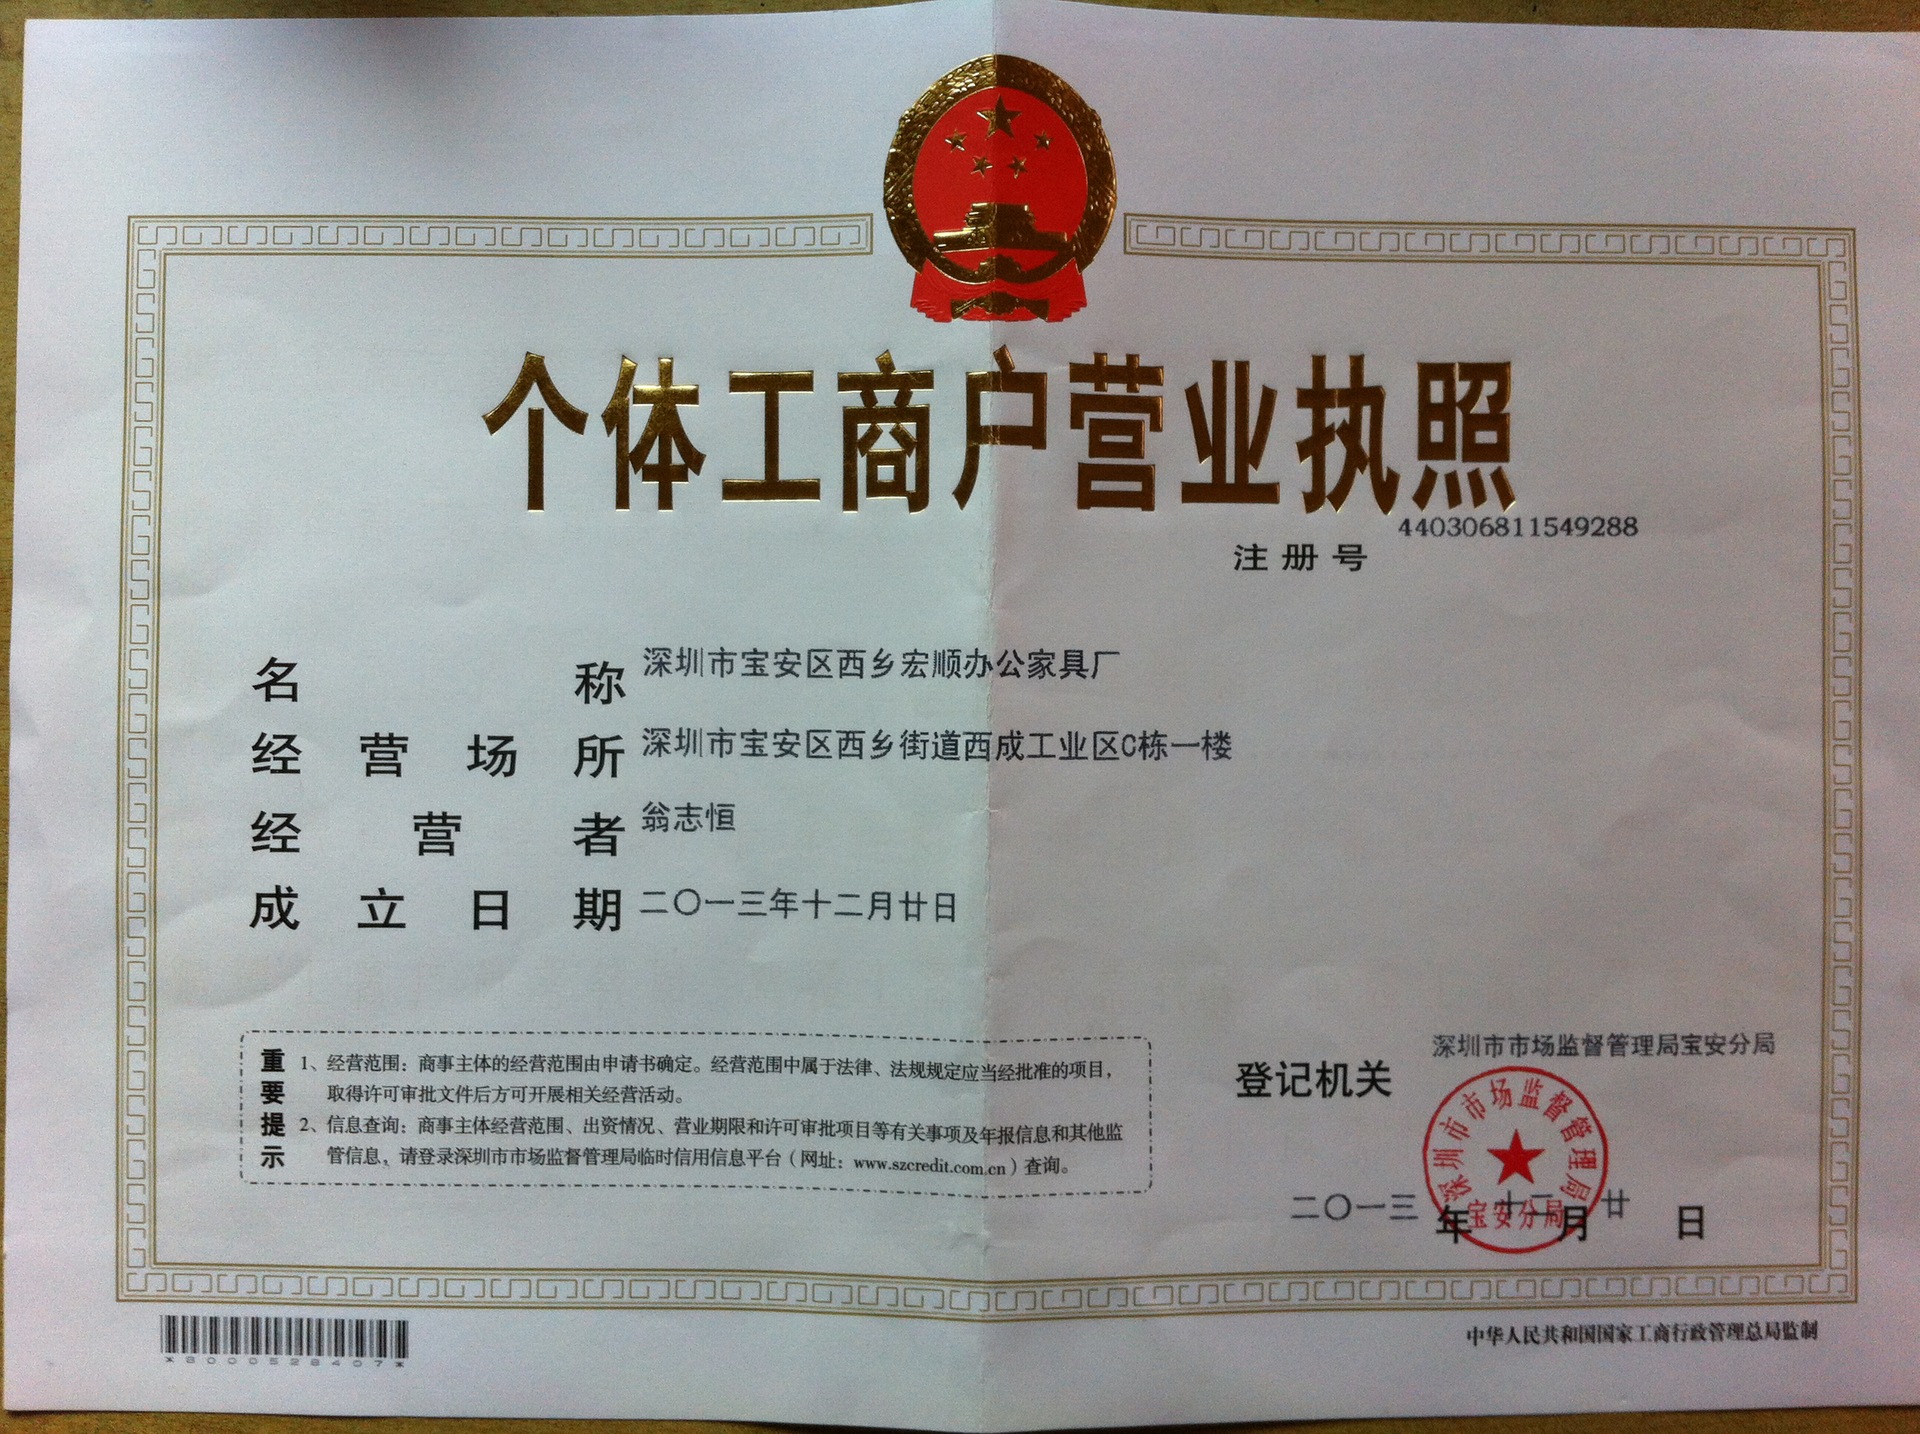 个体工商户营业执照
440306811549288
注册号
名称 深圳市宝安区西乡宏顺办公家具厂
经营场所 深圳市宝安区西乡街道西成工业区C栋一楼
经营者 翁志恒
成立日期 二〇一三年十二月廿日
重要提示
1、经营范围：商事主体的经营范围由申请书确定。经营范围中属于法律、法规规定应当经批准的项目，
取得许可审批文件后方可开展相关经营活动。
2、信息查询：商事主体经营范围、出资情况、营业期限和许可审批项目等有关事项及年报信息和其他监
管信息，请登录深圳市市场监督管理局临时信用信息平台（网址：www.szcredit.com.cn）查询。
深圳市市场监督管理局宝安分局
登记机关
深圳市市场监督管理局
宝安分局
二〇一三年十二月廿日
*G000528407*
中华人民共和国国家工商行政管理总局监制